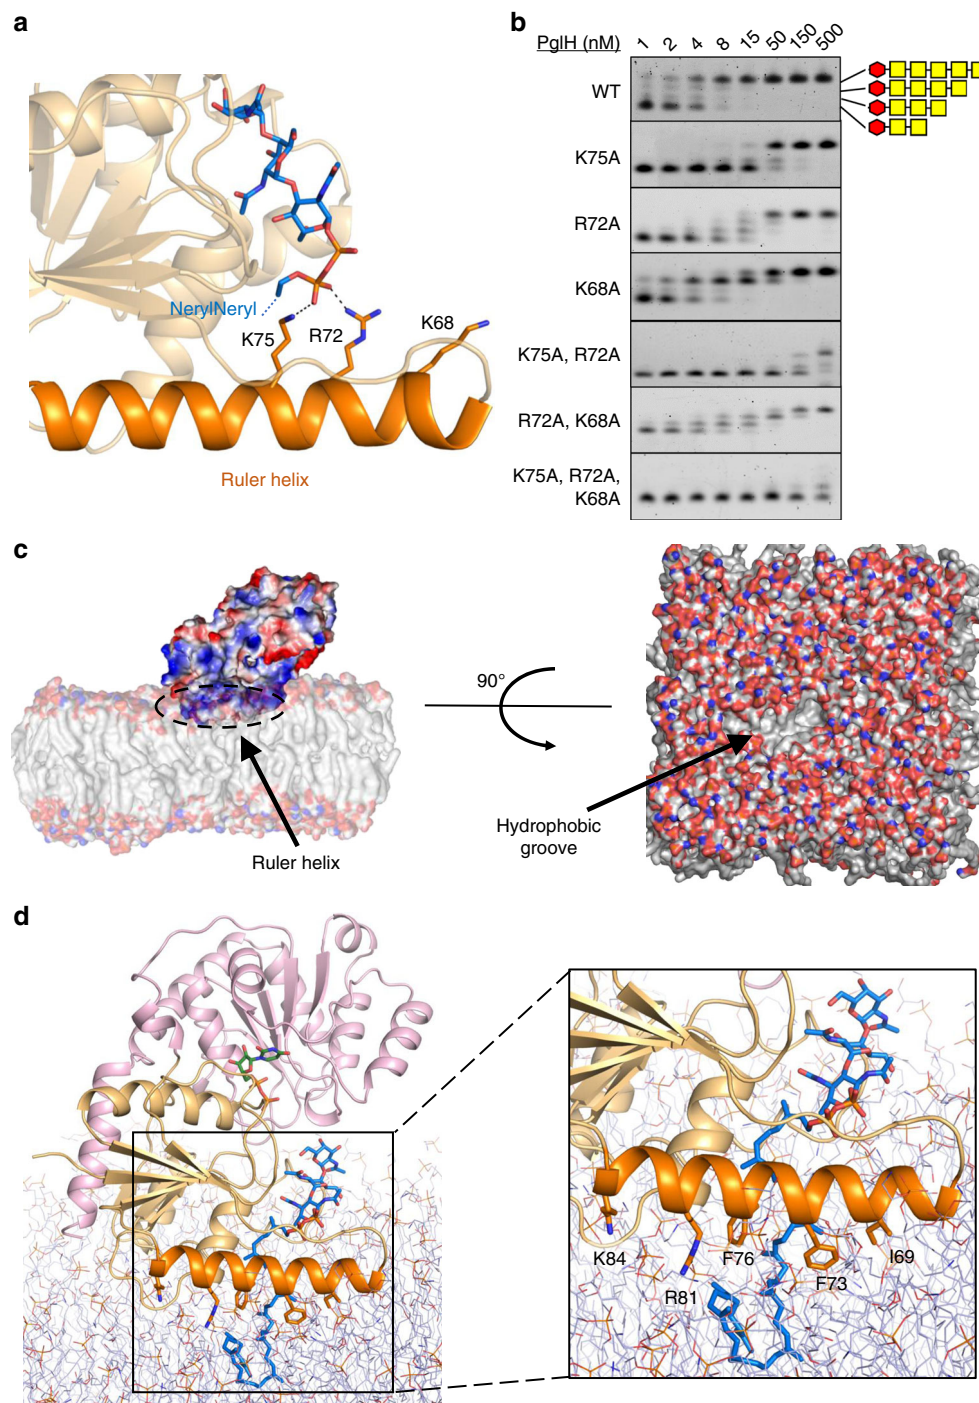 a
NerylNeryl
K75
R72
K68
Ruler helix
b
PglH (nM)
1 2 4 8 15 50 150 500
WT
K75A
R72A
K68A
K75A, R72A
R72A, K68A
K75A, R72A,
K68A
c
90°
Ruler helix
Hydrophobic
groove
d
K84
R81
F76
F73
I69